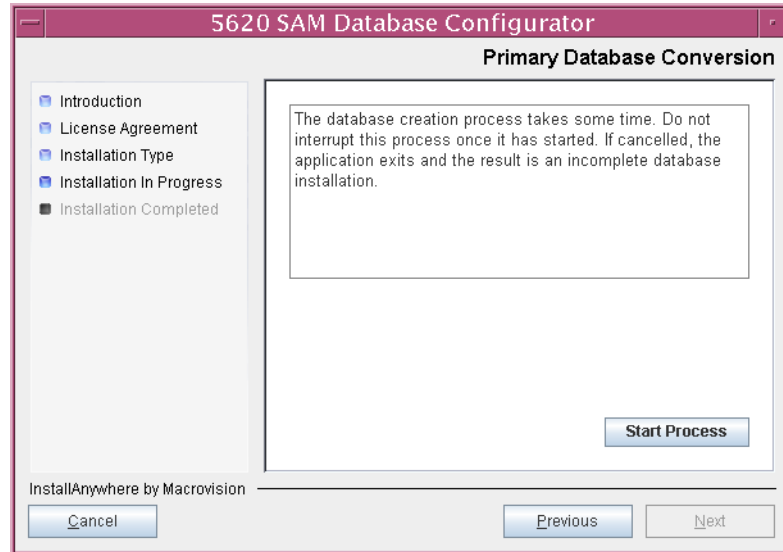 5620 SAM Database Configurator
Primary Database Conversion
Introduction
License Agreement
Installation Type
Installation In Progress
Installation Completed
The database creation process takes some time. Do not
interrupt this process once it has started. If cancelled, the
application exits and the result is an incomplete database
installation.
Start Process
InstallAnywhere by Macrovision
Cancel
Previous
Next